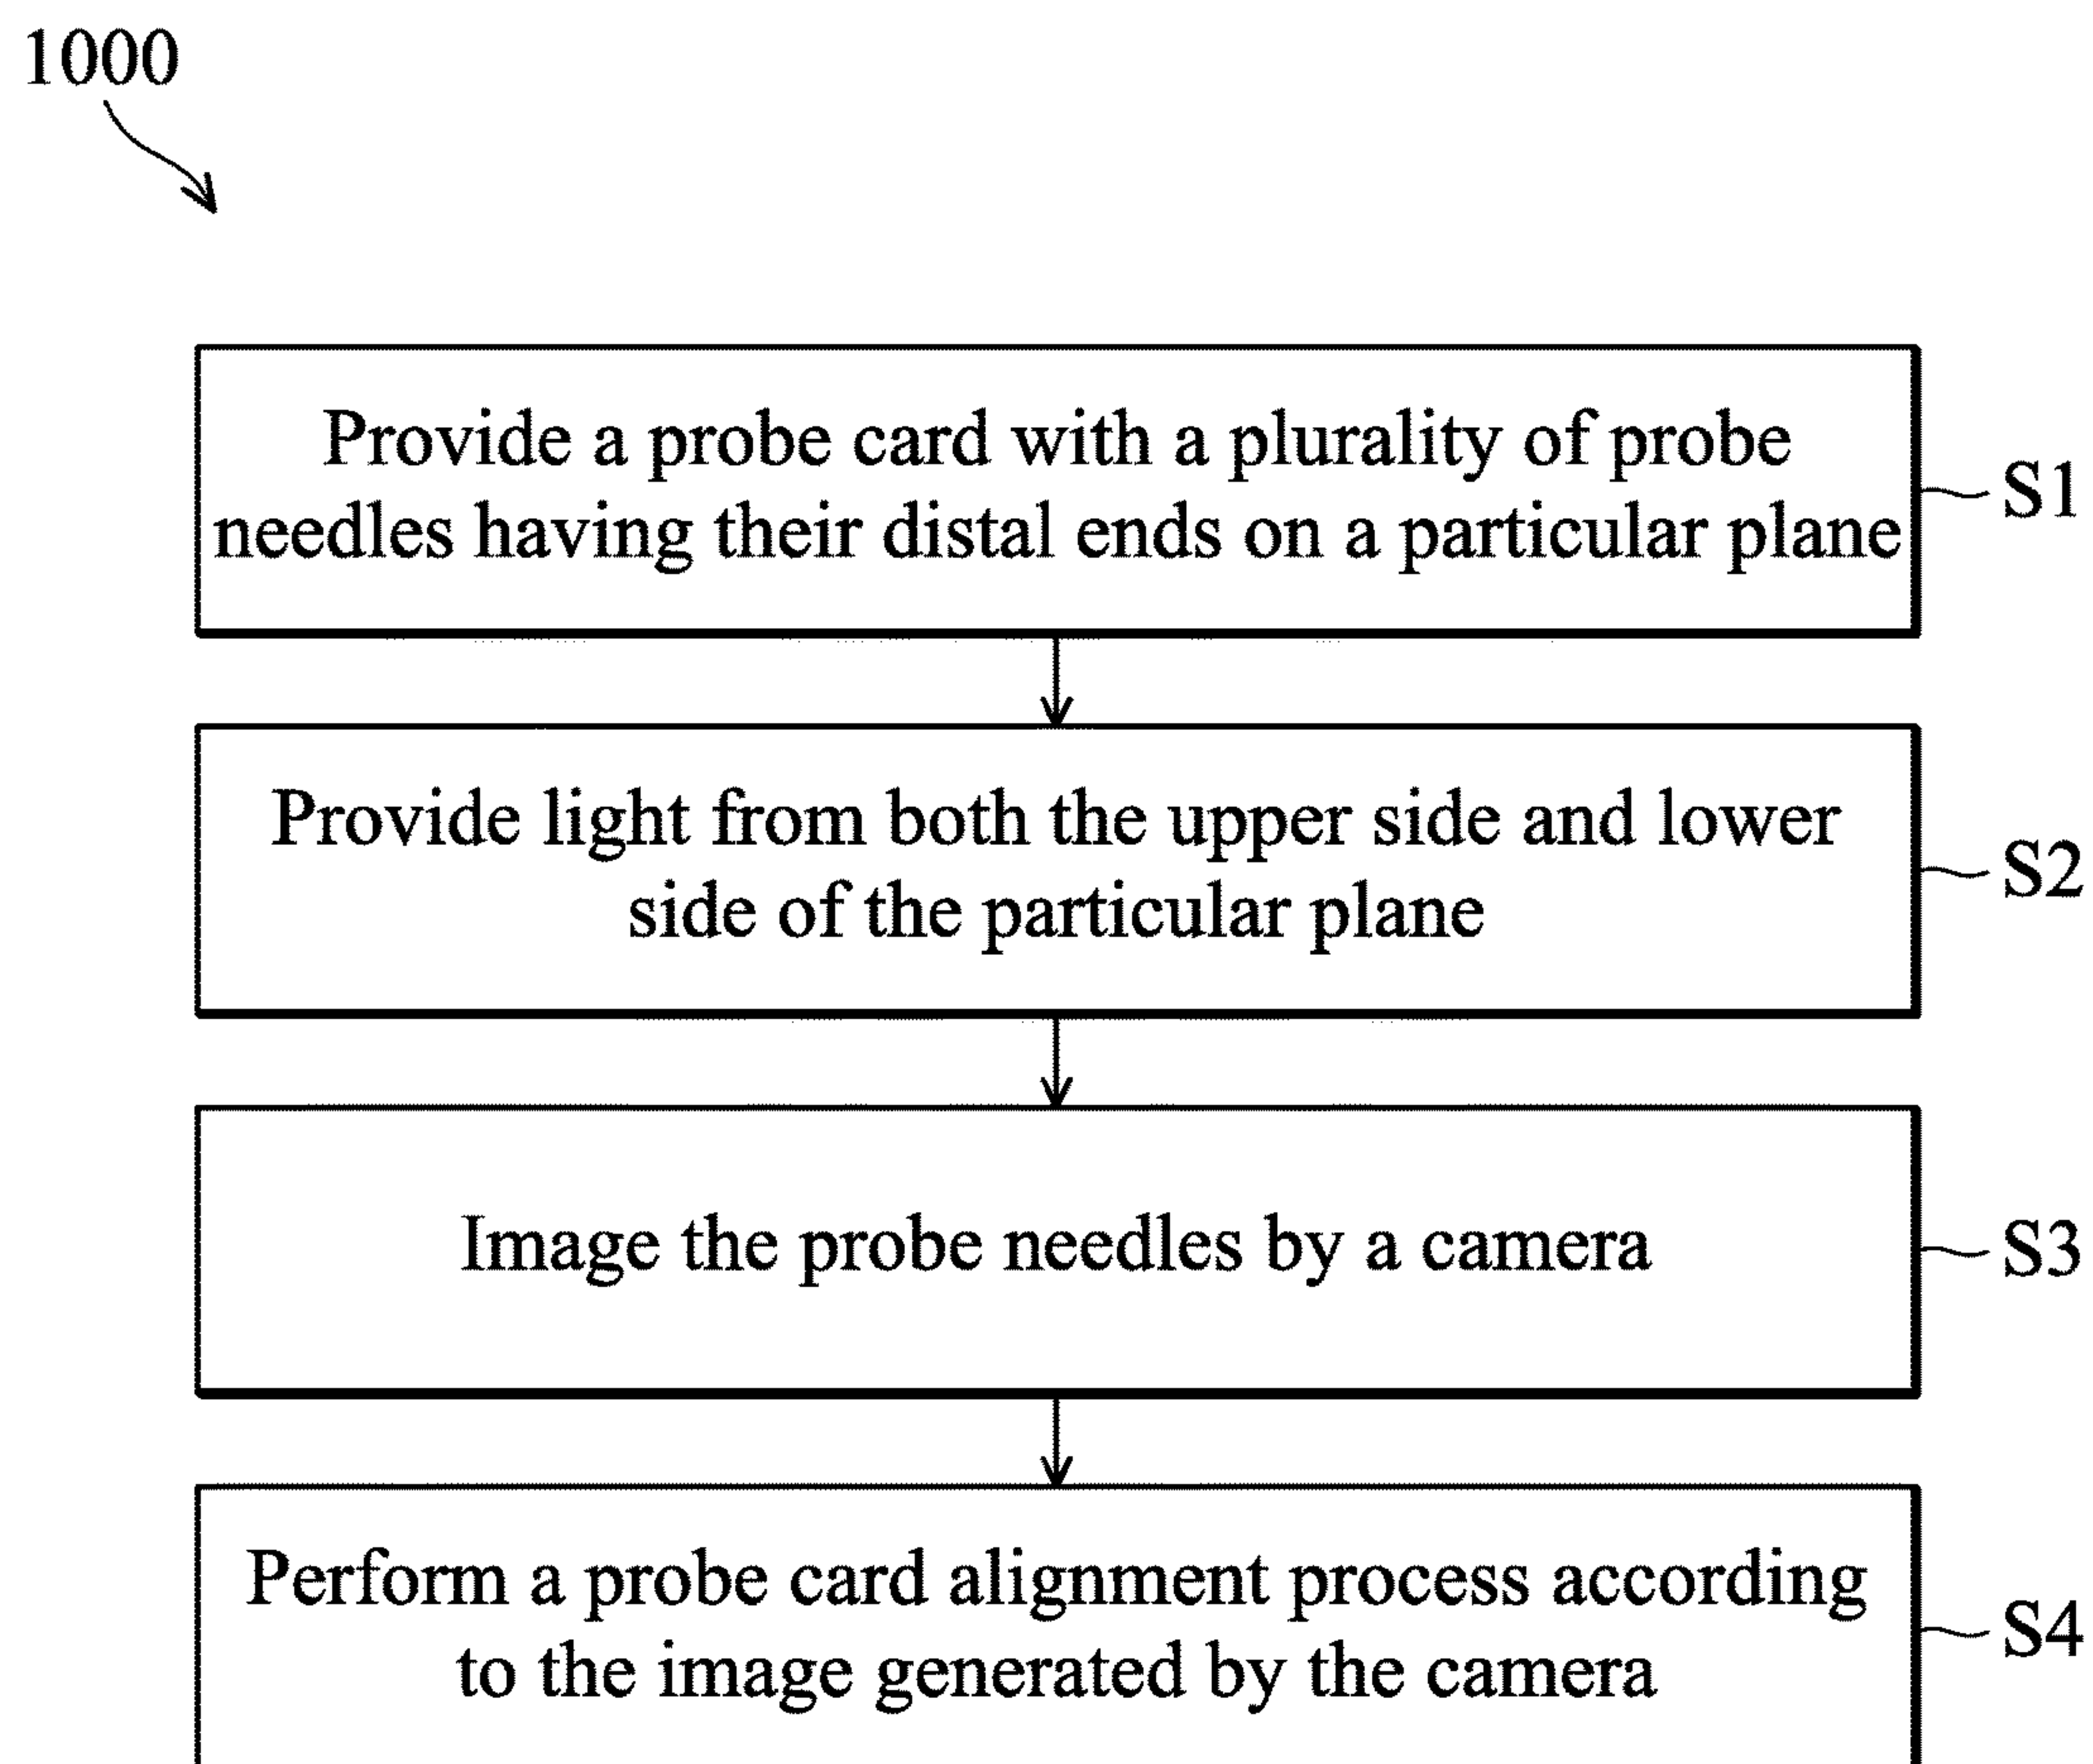 1000
Provide a probe card with a plurality of probe
needles having their distal ends on a particular plane
S1
Provide light from both the upper side and lower
side of the particular plane
S2
Image the probe needles by a camera
S3
Perform a probe card alignment process according
to the image generated by the camera
S4